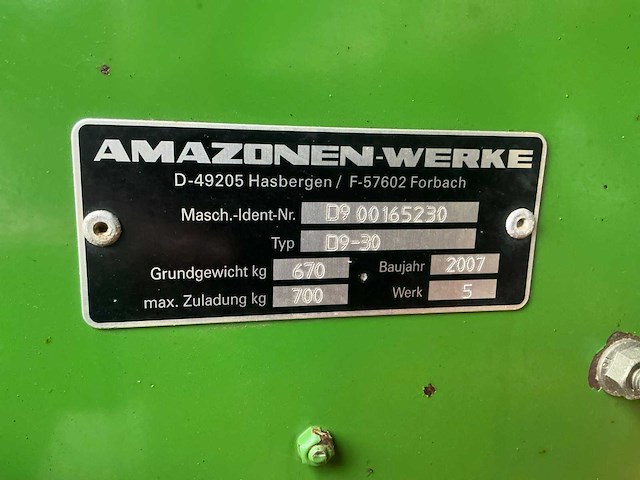 AMAZONEN-WERKE
D-49205 Hasbergen / F-57602 Forbach
Masch.-Ident-Nr. D9 00165230
Typ D9-30
Grundgewicht kg 670 Baujahr 2007
max. Zuladung kg 700 Werk 5